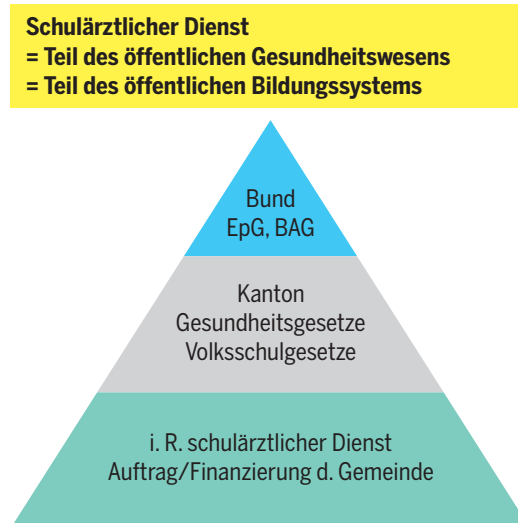 Schulärztlicher Dienst
= Teil des öffentlichen Gesundheitswesens
= Teil des öffentlichen Bildungssystems
Bund
EpG, BAG
Kanton
Gesundheitsgesetze
Volksschulgesetze
i. R. schulärztlicher Dienst
Auftrag/Finanzierung d. Gemeinde